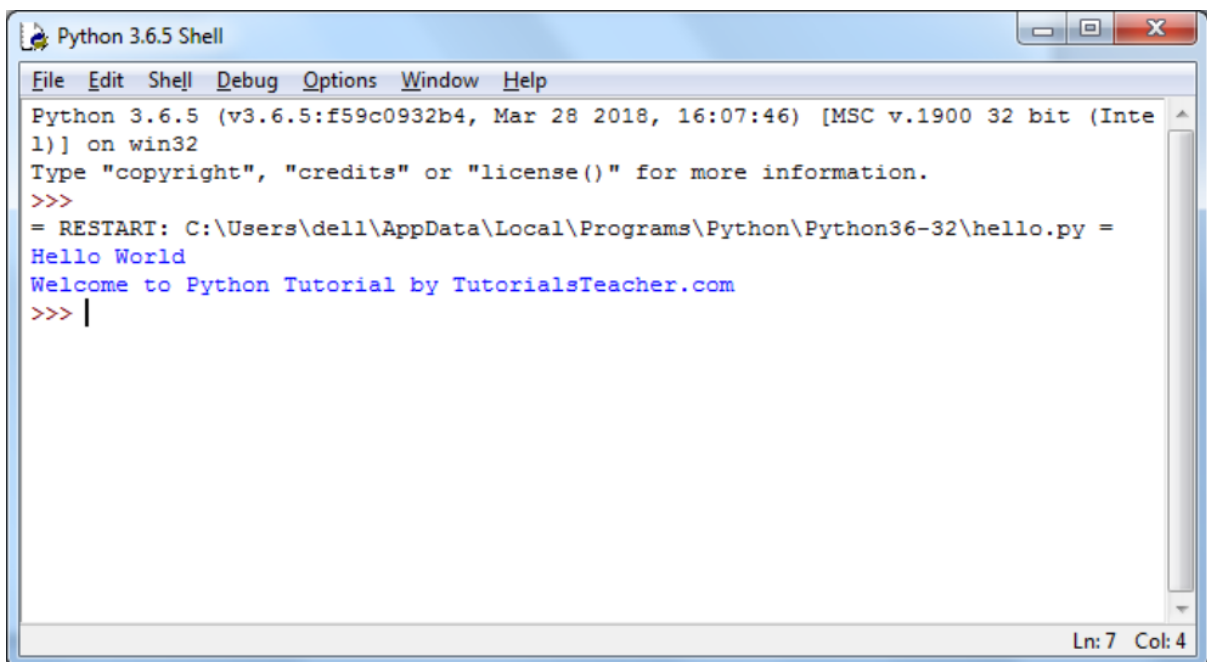 Python 3.6.5 Shell
File Edit Shell Debug Options Window Help
Python 3.6.5 (v3.6.5:f59c0932b4, Mar 28 2018, 16:07:46) [MSC v.1900 32 bit (Inte
l)] on win32
Type "copyright", "credits" or "license()" for more information.
>>>
= RESTART: C:\Users\dell\AppData\Local\Programs\Python\Python36-32\hello.py =
Hello World
Welcome to Python Tutorial by TutorialsTeacher.com
>>>
Ln: 7 Col: 4